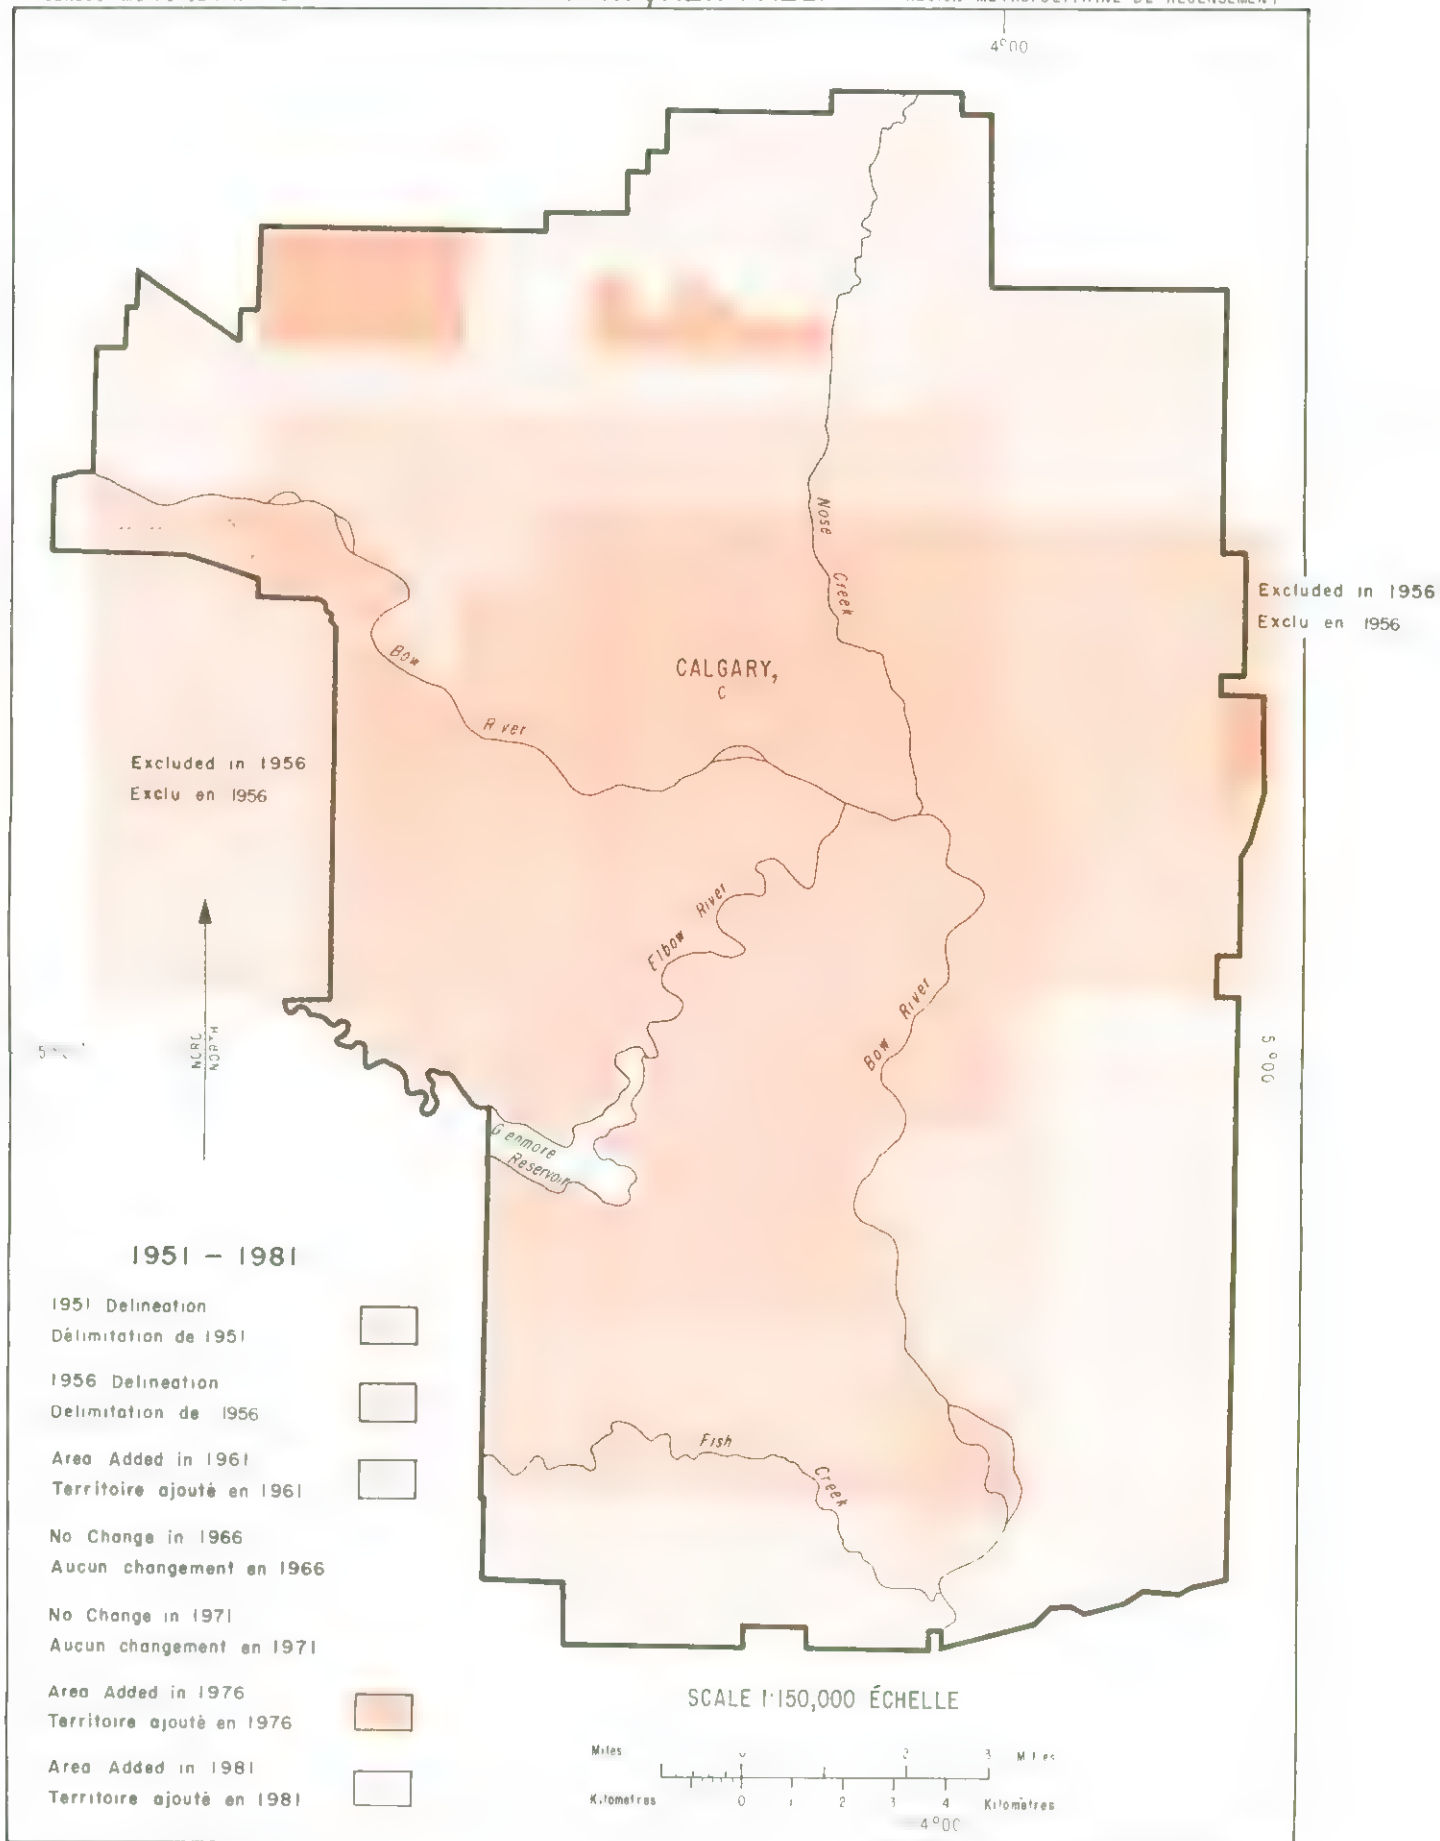 4°00
Excluded in 1956
Exclu en 1956
Nose
Creek
Bow
River
CALGARY,
C
Excluded in 1956
Exclu en 1956
Elbow River
Bow River
NORTH
5°00
Glenmore
Reservoir
1951 - 1981
1951 Delineation
Délimitation de 1951
1956 Delineation
Delimitation de 1956
Area Added in 1961
Territoire ajouté en 1961
No Change in 1966
Aucun changement en 1966
No Change in 1971
Aucun changement en 1971
Area Added in 1976
Territoire ajouté en 1976
Area Added in 1981
Territoire ajouté en 1981
Fish
Creek
SCALE 1:150,000 ÉCHELLE
Miles 0 2 3 Miles
Kilometres 0 1 2 3 4 Kilomètres
4°00